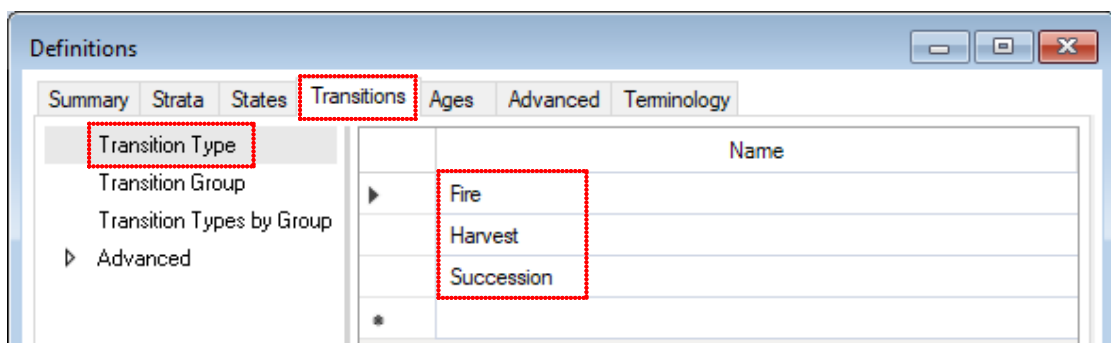 Definitions
Summary Strata States Transitions Ages Advanced Terminology
Transition Type
Transition Group
Transition Types by Group
Advanced
Name
Fire
Harvest
Succession